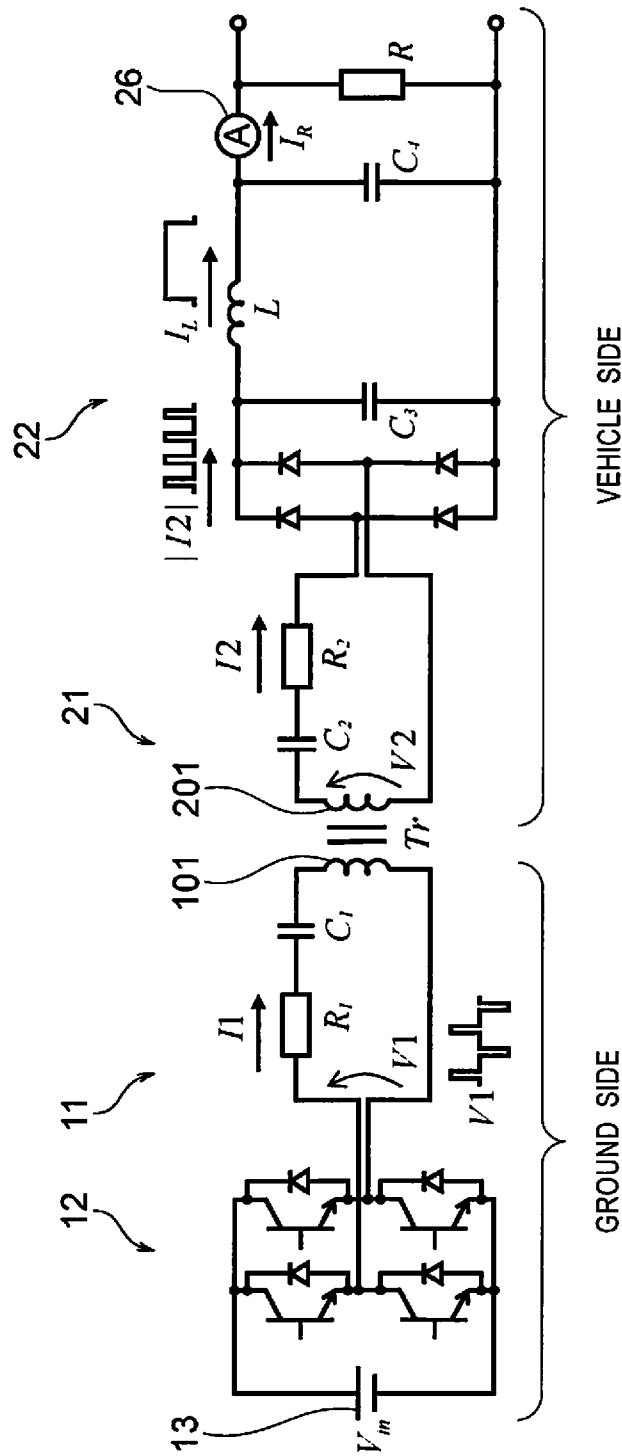 12
11
21
22
26
13
V_in
I1
R_1
C_1
V1
V1
101
Tr
201
V2
C_2
R_2
I2
|I2|
C_3
I_L
L
C_4
I_R
A
R
GROUND SIDE
VEHICLE SIDE